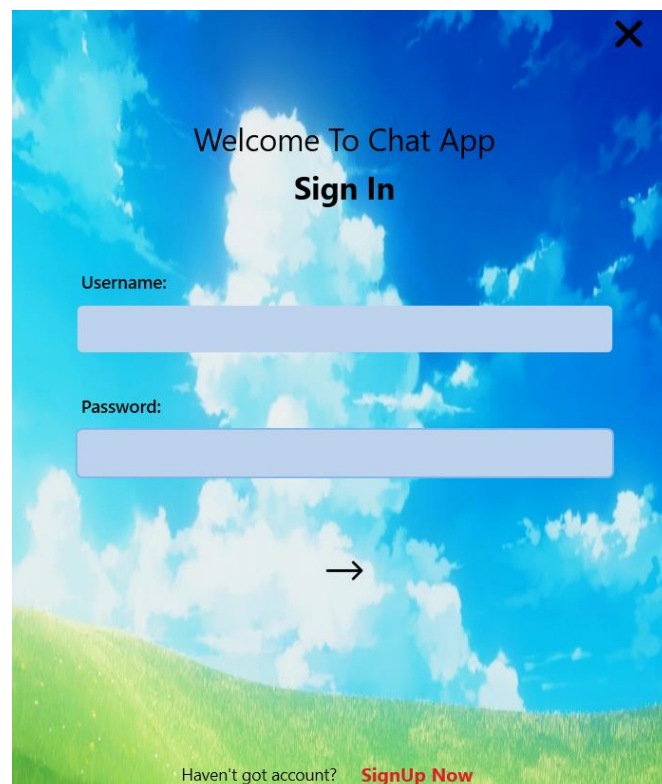 Welcome To Chat App
Sign In
Username:
Password:
Haven't got account? SignUp Now